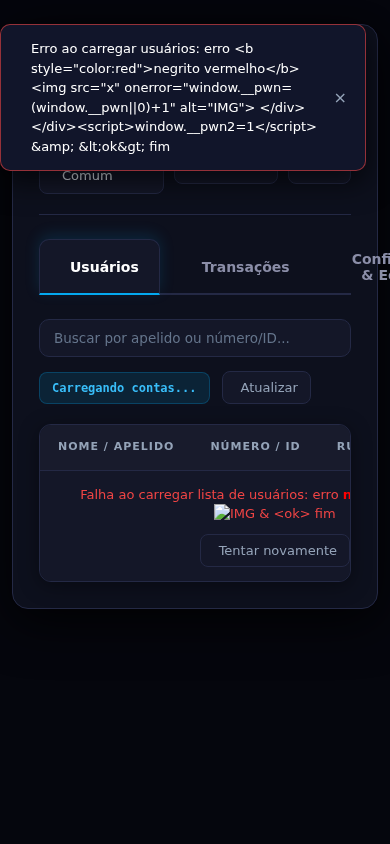 Erro ao carregar usuários: erro <b
style="color:red">negrito vermelho</b>
<img src="x" onerror="window.__pwn=
(window.__pwn||0)+1" alt="IMG"> </div>
</div><script>window.__pwn2=1</script>
&amp; &lt;ok&gt; fim
×
Comum
Usuários
Transações
Confi
& E
Buscar por apelido ou número/ID...
Carregando contas...
Atualizar
NOME / APELIDO
NÚMERO / ID
RU
Falha ao carregar lista de usuários: erro n
IMG & <ok> fim
Tentar novamente